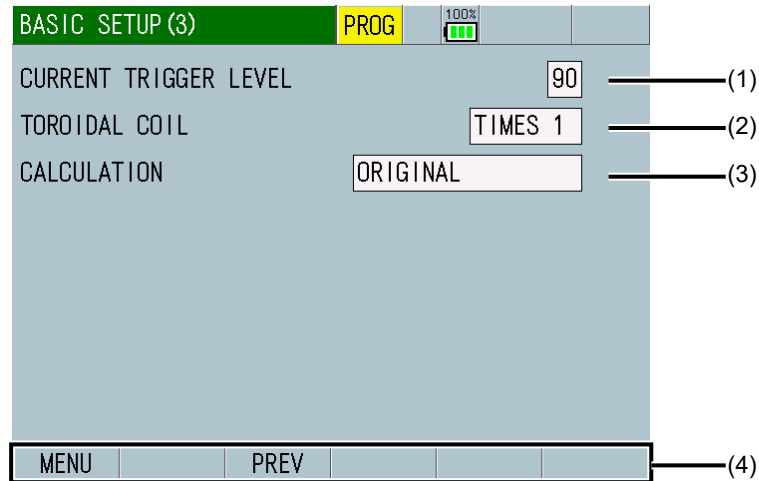 BASIC SETUP(3) PROG 100%
CURRENT TRIGGER LEVEL 90 (1)
TOROIDAL COIL TIMES 1 (2)
CALCULATION ORIGINAL (3)
MENU PREV (4)